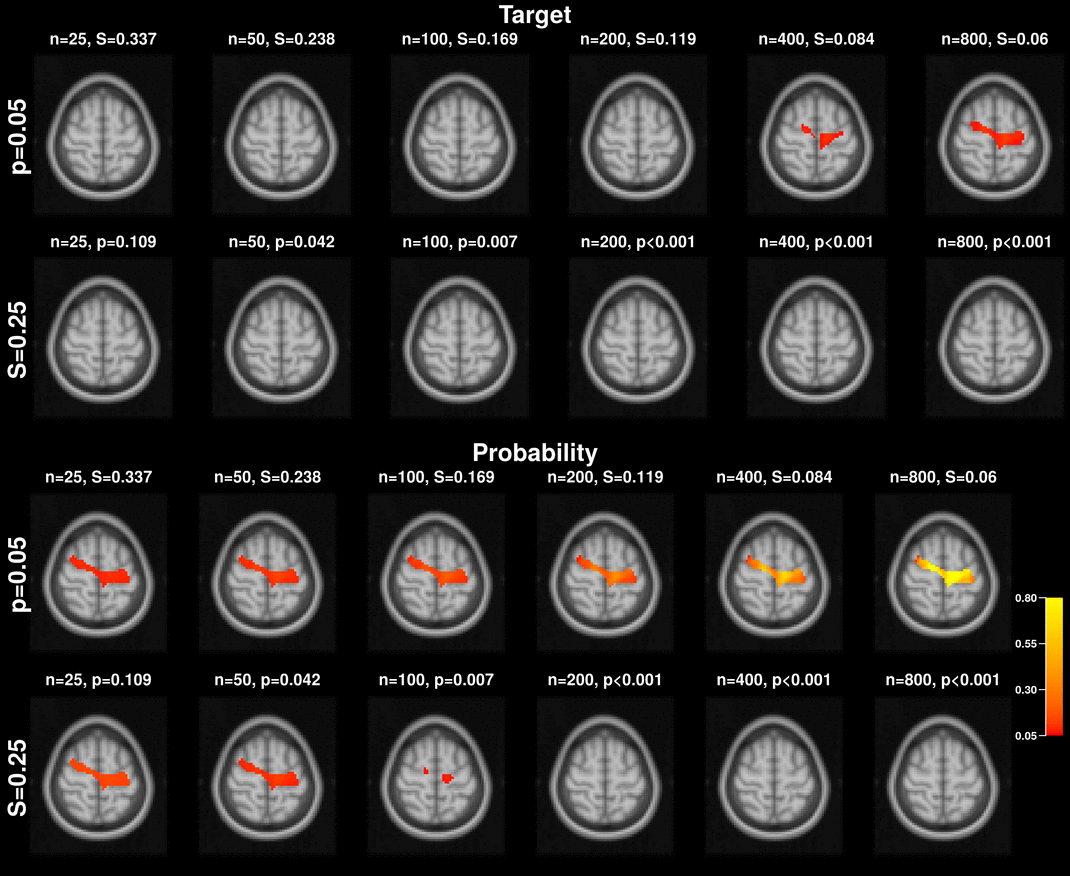 Target
n=25, S=0.337 n=50, S=0.238 n=100, S=0.169 n=200, S=0.119 n=400, S=0.084 n=800, S=0.06
p=0.05
n=25, p=0.109 n=50, p=0.042 n=100, p=0.007 n=200, p<0.001 n=400, p<0.001 n=800, p<0.001
S=0.25
Probability
n=25, S=0.337 n=50, S=0.238 n=100, S=0.169 n=200, S=0.119 n=400, S=0.084 n=800, S=0.06
p=0.05
0.80
0.55
0.30
0.05
n=25, p=0.109 n=50, p=0.042 n=100, p=0.007 n=200, p<0.001 n=400, p<0.001 n=800, p<0.001
S=0.25